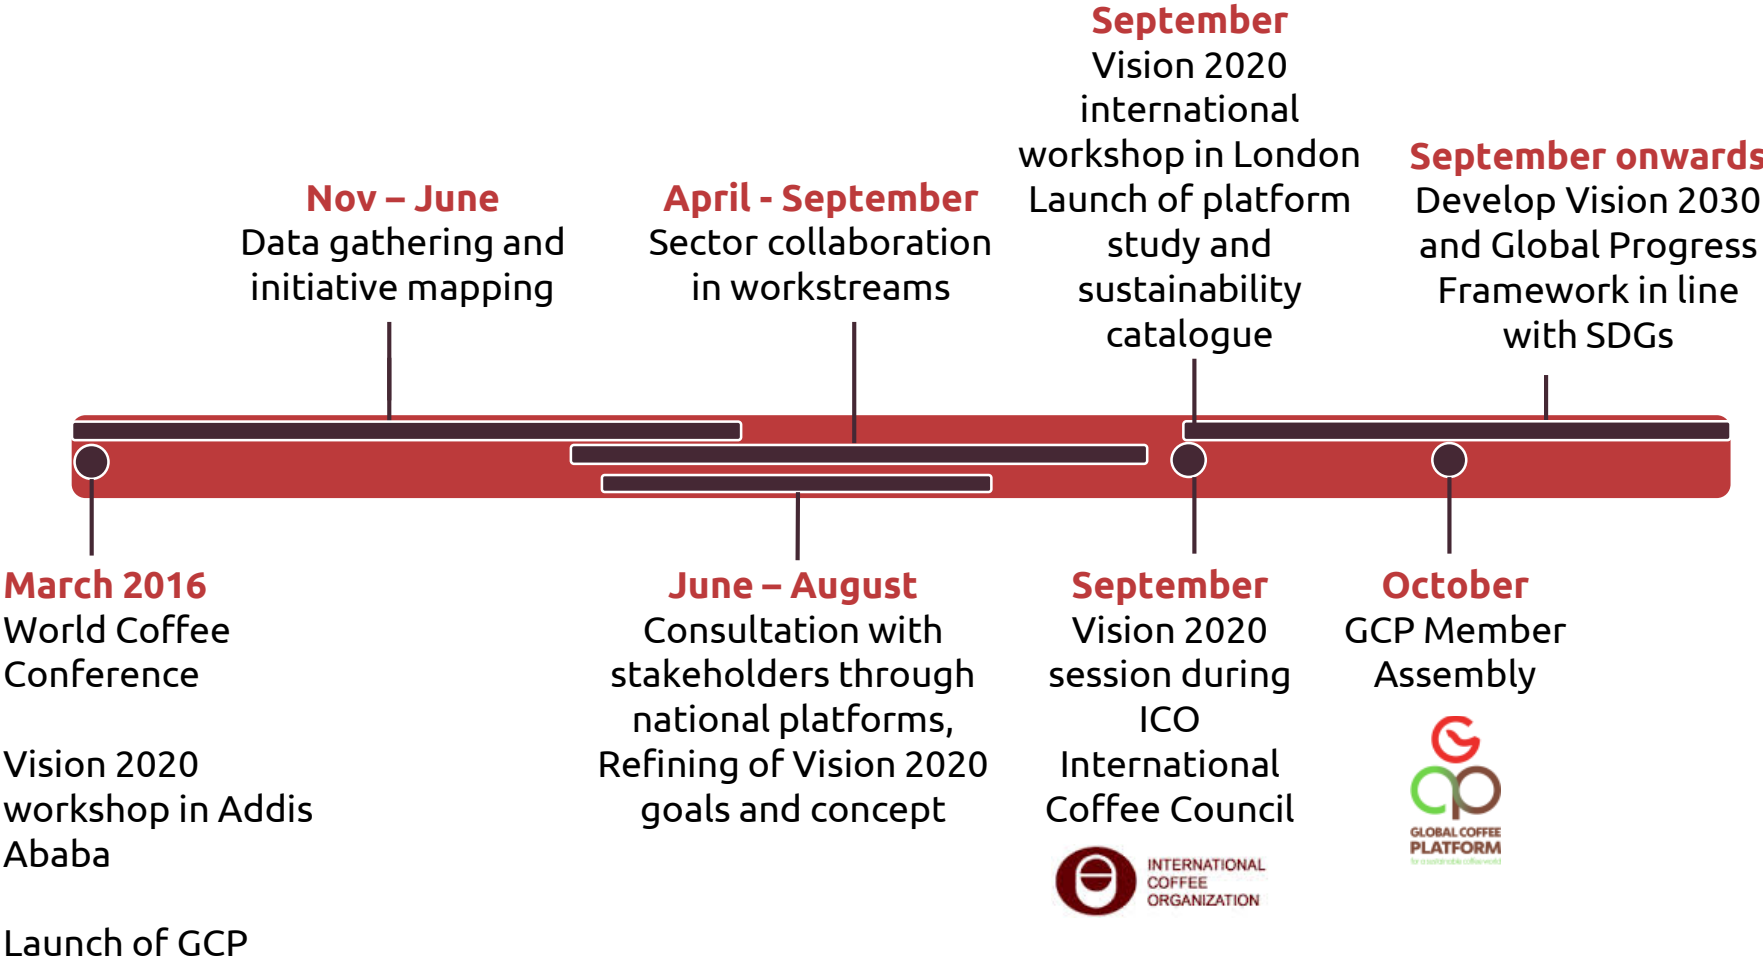 September
Vision 2020
international
workshop in London
Launch of platform
study and
sustainability
catalogue
September onwards
Develop Vision 2030
and Global Progress
Framework in line
with SDGs
Nov – June
Data gathering and
initiative mapping
April - September
Sector collaboration
in workstreams
March 2016
World Coffee
Conference
Vision 2020
workshop in Addis
Ababa
Launch of GCP
June – August
Consultation with
stakeholders through
national platforms,
Refining of Vision 2020
goals and concept
September
Vision 2020
session during
ICO
International
Coffee Council
INTERNATIONAL
COFFEE
ORGANIZATION
October
GCP Member
Assembly
GLOBAL COFFEE
PLATFORM
for a sustainable coffee world